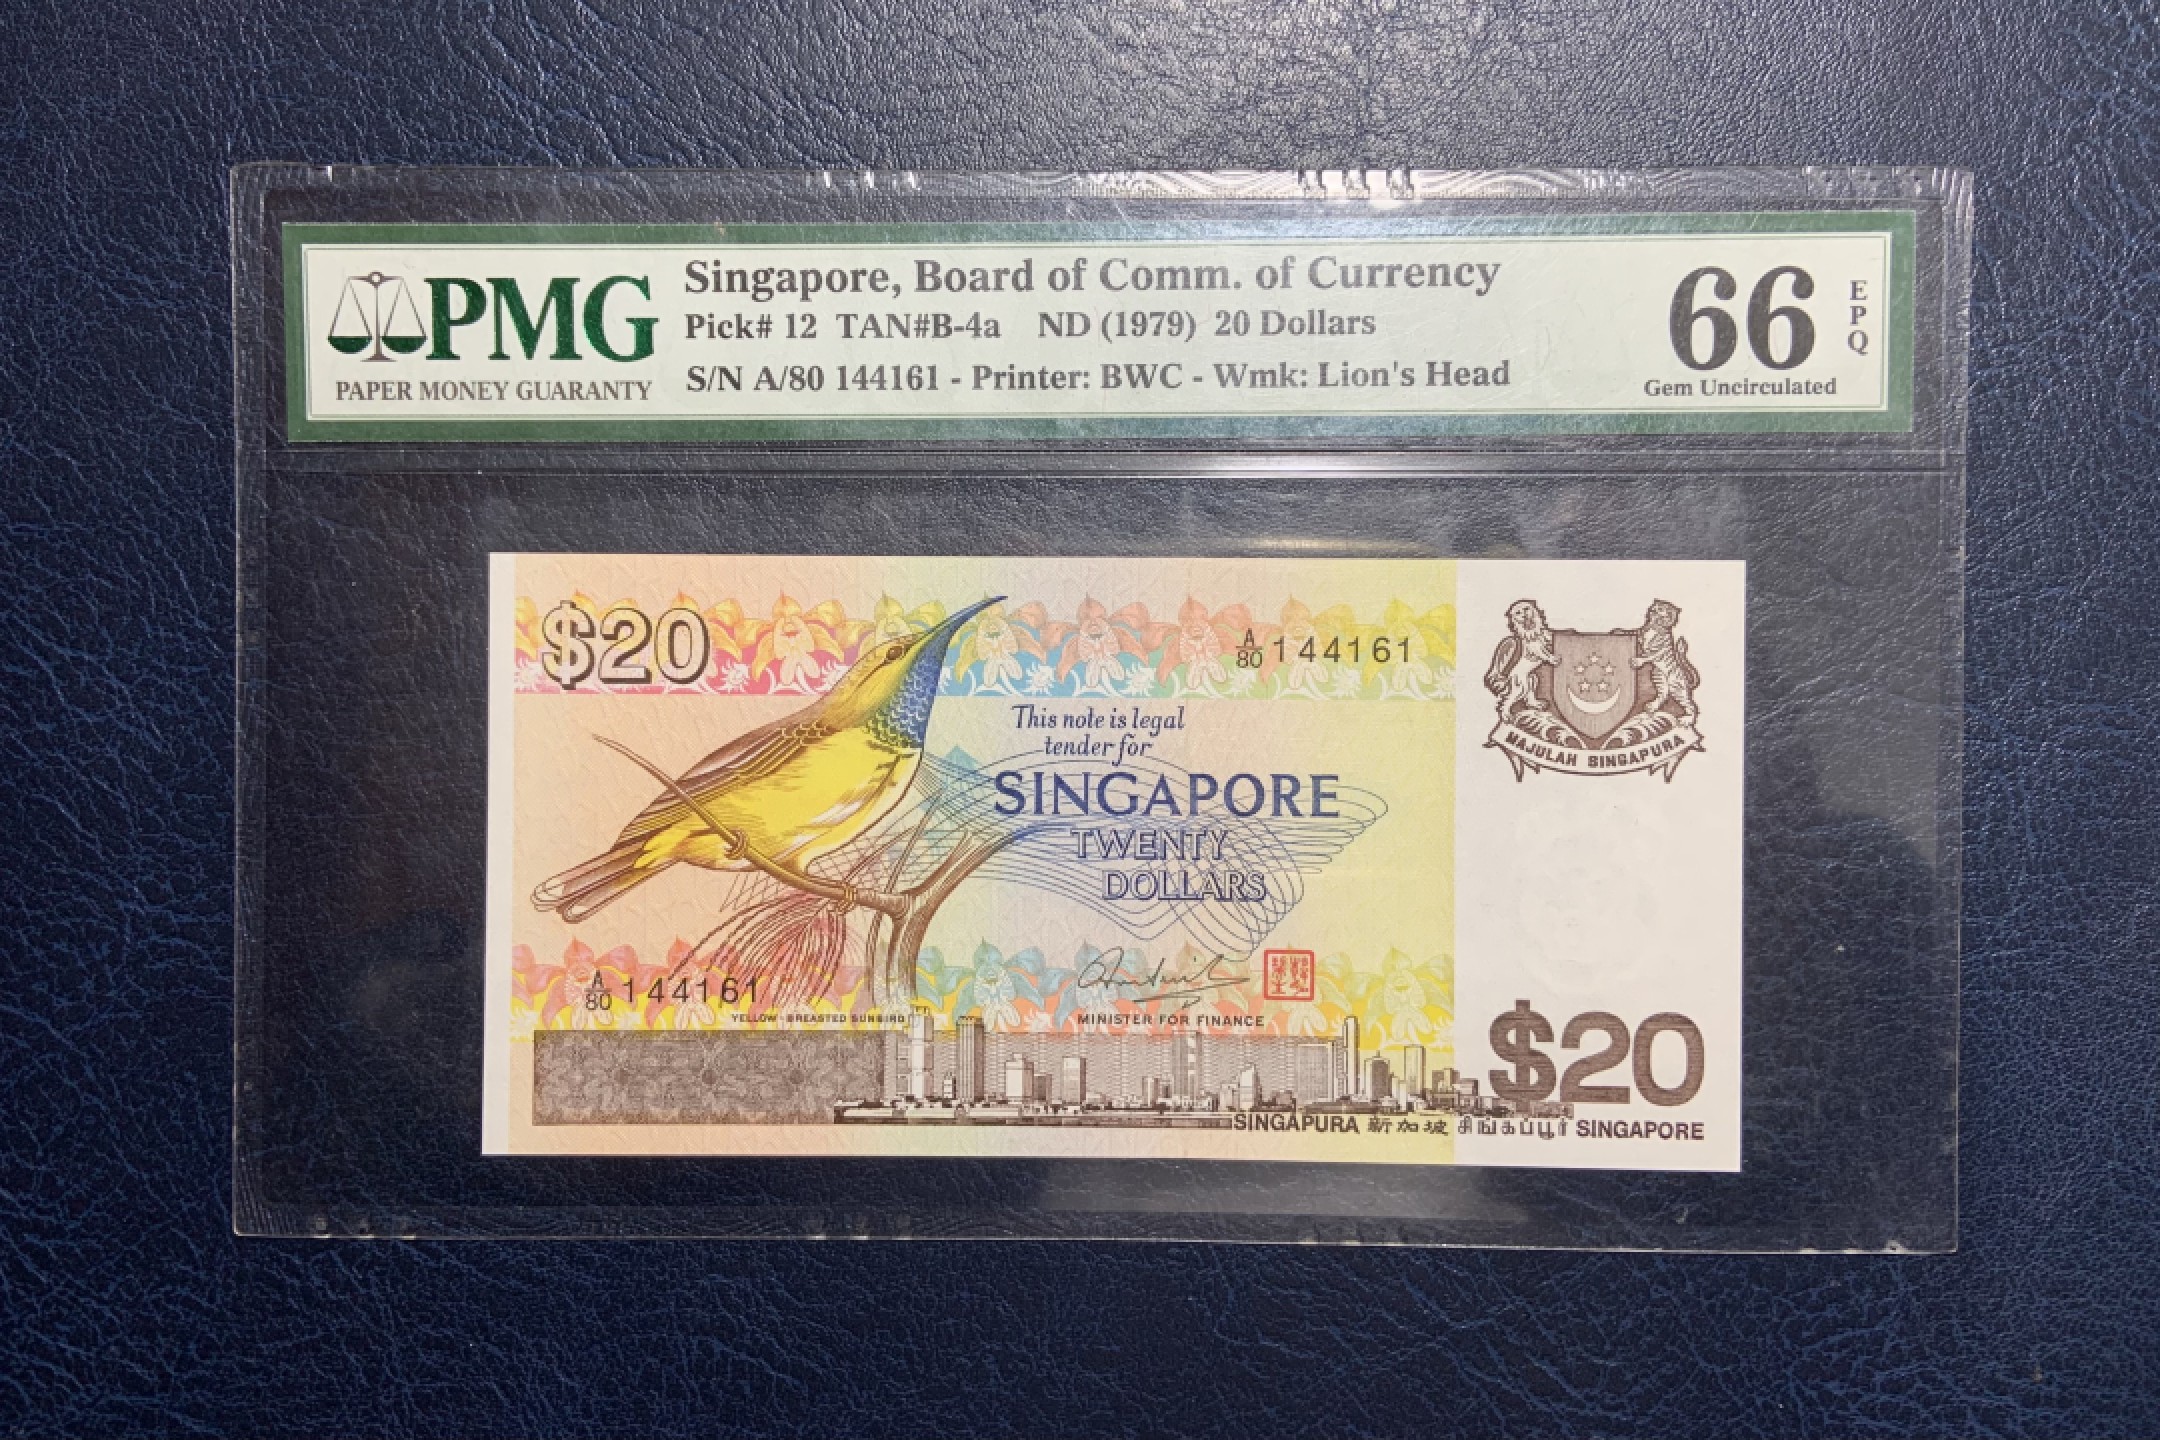 PMG
PAPER MONEY GUARANTY
Singapore, Board of Comm. of Currency
Pick# 12 TAN#B-4a ND (1979) 20 Dollars
S/N A/80 144161 - Printer: BWC - Wmk: Lion's Head
66
EPQ
Gem Uncirculated
$20
A/80 144161
MAJULAH SINGAPURA
This note is legal
tender for
SINGAPORE
TWENTY
DOLLARS
A/80 144161
YELLOW-BREASTED SUNBIRD
MINISTER FOR FINANCE
$20
SINGAPURA 新加坡 சிங்கப்பூர் SINGAPORE